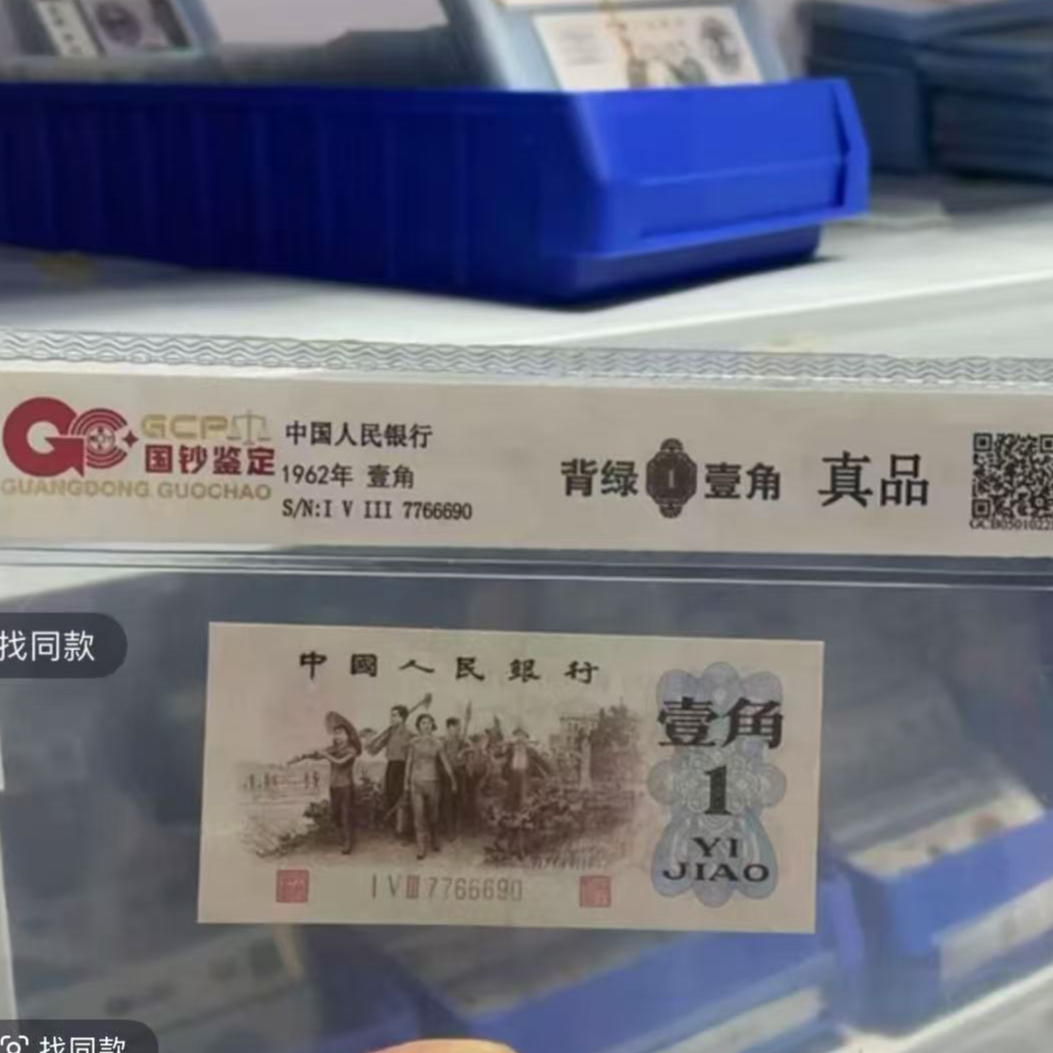 GCP
国钞鉴定
GUANGDONG GUOCHAO
中国人民银行
1962年 壹角
S/N:I V III 7766690
背绿 1 壹角 真品
找同款
中國人民銀行
壹角
1
YI
JIAO
I V III 7766690
找同款